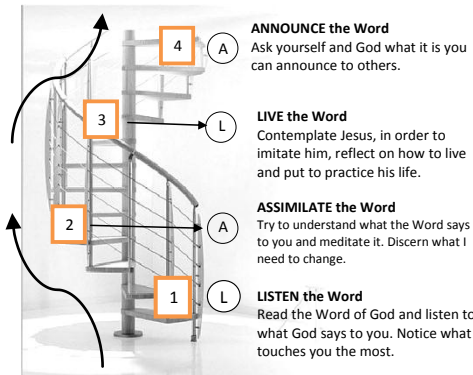 4
A
ANNOUNCE the Word
Ask yourself and God what it is you
can announce to others.
3
L
LIVE the Word
Contemplate Jesus, in order to
imitate him, reflect on how to live
and put to practice his life.
2
A
ASSIMILATE the Word
Try to understand what the Word says
to you and meditate it. Discern what I
need to change.
1
L
LISTEN the Word
Read the Word of God and listen to
what God says to you. Notice what
touches you the most.